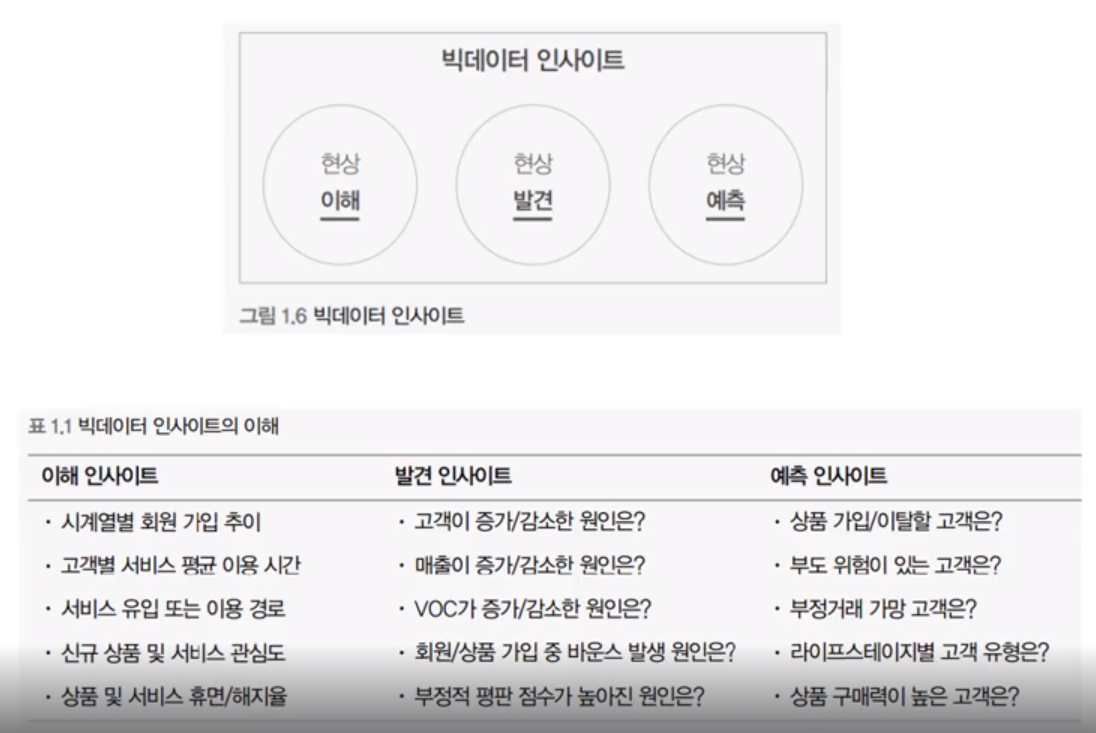 빅데이터 인사이트
현상 현상 현상
이해 발견 예측
그림 1.6 빅데이터 인사이트
표 1.1 빅데이터 인사이트의 이해
이해 인사이트 발견 인사이트 예측 인사이트
· 시계열별 회원 가입 추이 · 고객이 증가/감소한 원인은? · 상품 가입/이탈할 고객은?
· 고객별 서비스 평균 이용 시간 · 매출이 증가/감소한 원인은? · 부도 위험이 있는 고객은?
· 서비스 유입 또는 이용 경로 · VOC가 증가/감소한 원인은? · 부정거래 가망 고객은?
· 신규 상품 및 서비스 관심도 · 회원/상품 가입 중 바운스 발생 원인은? · 라이프스테이지별 고객 유형은?
· 상품 및 서비스 휴면/해지율 · 부정적 평판 점수가 높아진 원인은? · 상품 구매력이 높은 고객은?